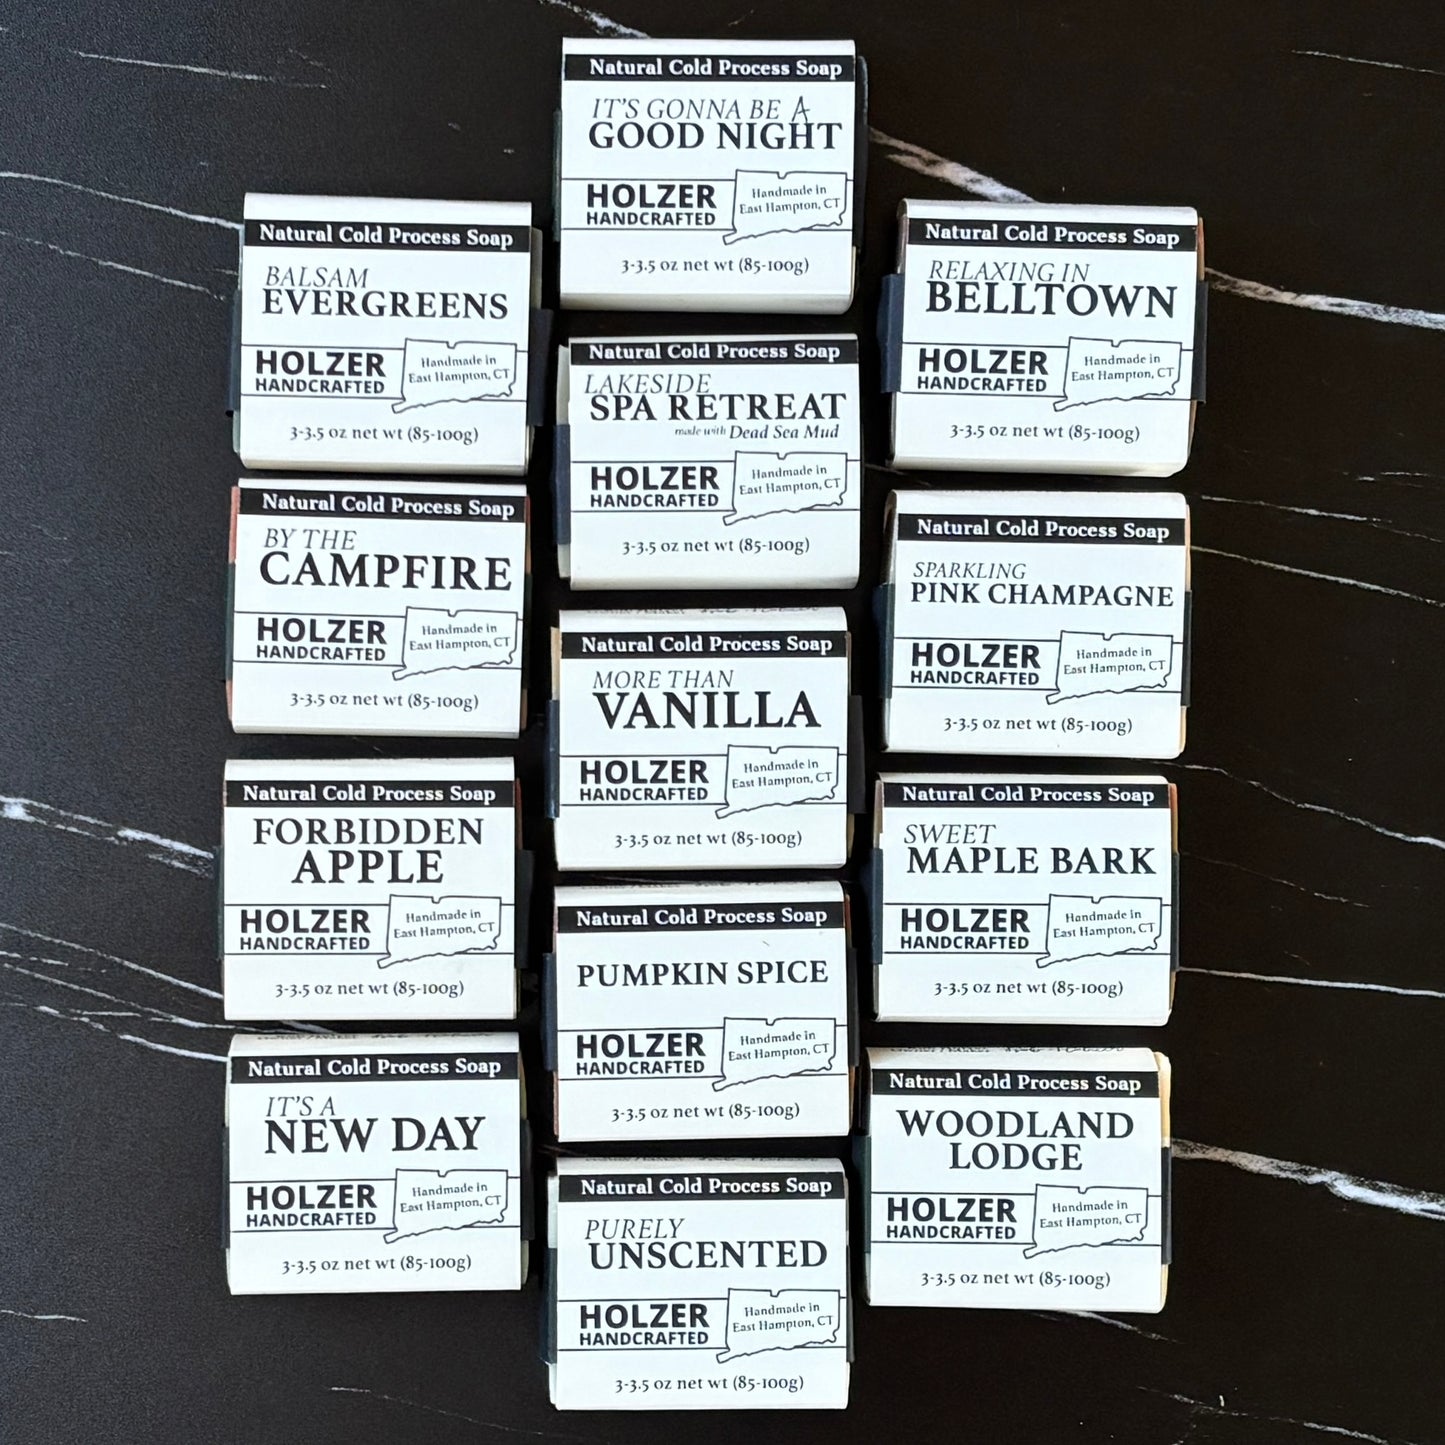 Natural Cold Process Soap
IT'S GONNA BE A
GOOD NIGHT
HOLZER
HANDCRAFTED
Handmade in
East Hampton, CT
3-3.5 oz net wt (85-100g)
Natural Cold Process Soap
BALSAM
EVERGREENS
HOLZER
HANDCRAFTED
Handmade in
East Hampton, CT
3-3.5 oz net wt (85-100g)
Natural Cold Process Soap
RELAXING IN
BELLTOWN
HOLZER
HANDCRAFTED
Handmade in
East Hampton, CT
3-3.5 oz net wt (85-100g)
Natural Cold Process Soap
LAKESIDE
SPA RETREAT
made with Dead Sea Mud
HOLZER
HANDCRAFTED
Handmade in
East Hampton, CT
3-3.5 oz net wt (85-100g)
Natural Cold Process Soap
BY THE
CAMPFIRE
HOLZER
HANDCRAFTED
Handmade in
East Hampton, CT
3-3.5 oz net wt (85-100g)
Natural Cold Process Soap
SPARKLING
PINK CHAMPAGNE
HOLZER
HANDCRAFTED
Handmade in
East Hampton, CT
3-3.5 oz net wt (85-100g)
Natural Cold Process Soap
MORE THAN
VANILLA
HOLZER
HANDCRAFTED
Handmade in
East Hampton, CT
3-3.5 oz net wt (85-100g)
Natural Cold Process Soap
FORBIDDEN
APPLE
HOLZER
HANDCRAFTED
Handmade in
East Hampton, CT
3-3.5 oz net wt (85-100g)
Natural Cold Process Soap
SWEET
MAPLE BARK
HOLZER
HANDCRAFTED
Handmade in
East Hampton, CT
3-3.5 oz net wt (85-100g)
Natural Cold Process Soap
PUMPKIN SPICE
HOLZER
HANDCRAFTED
Handmade in
East Hampton, CT
3-3.5 oz net wt (85-100g)
Natural Cold Process Soap
IT'S A
NEW DAY
HOLZER
HANDCRAFTED
Handmade in
East Hampton, CT
3-3.5 oz net wt (85-100g)
Natural Cold Process Soap
WOODLAND
LODGE
HOLZER
HANDCRAFTED
Handmade in
East Hampton, CT
3-3.5 oz net wt (85-100g)
Natural Cold Process Soap
PURELY
UNSCENTED
HOLZER
HANDCRAFTED
Handmade in
East Hampton, CT
3-3.5 oz net wt (85-100g)